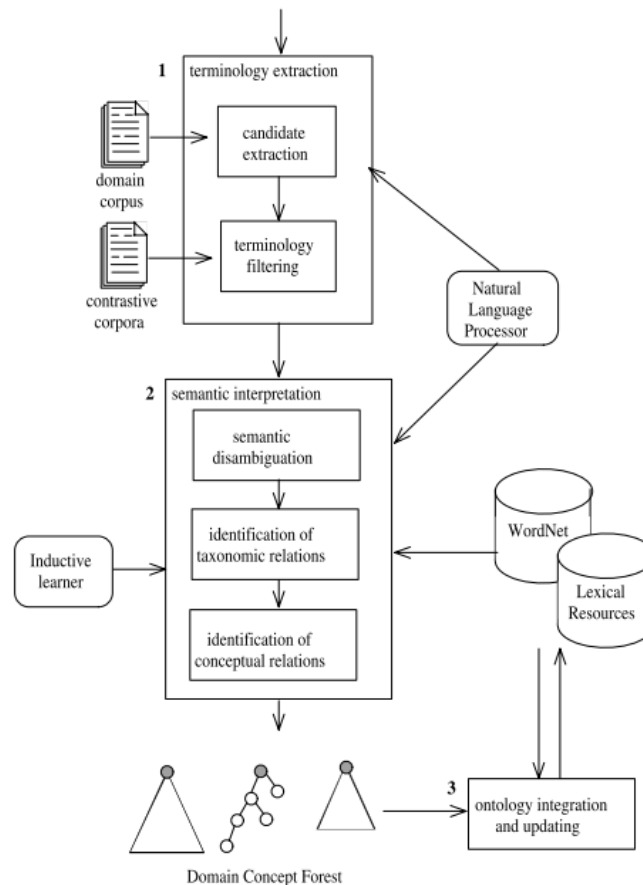 1
terminology extraction
candidate
extraction
domain
corpus
terminology
filtering
contrastive
corpora
Natural
Language
Processor
2
semantic interpretation
semantic
disambiguation
WordNet
identification of
taxonomic relations
Inductive
learner
Lexical
Resources
identification of
conceptual relations
3
ontology integration
and updating
Domain Concept Forest